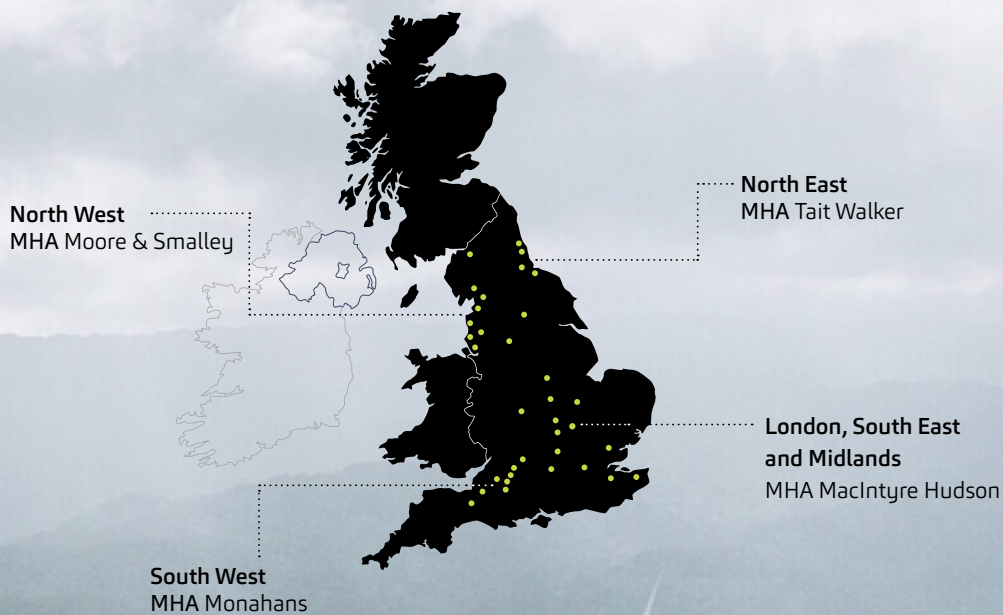 North West
MHA Moore & Smalley
North East
MHA Tait Walker
London, South East
and Midlands
MHA MacIntyre Hudson
South West
MHA Monahans